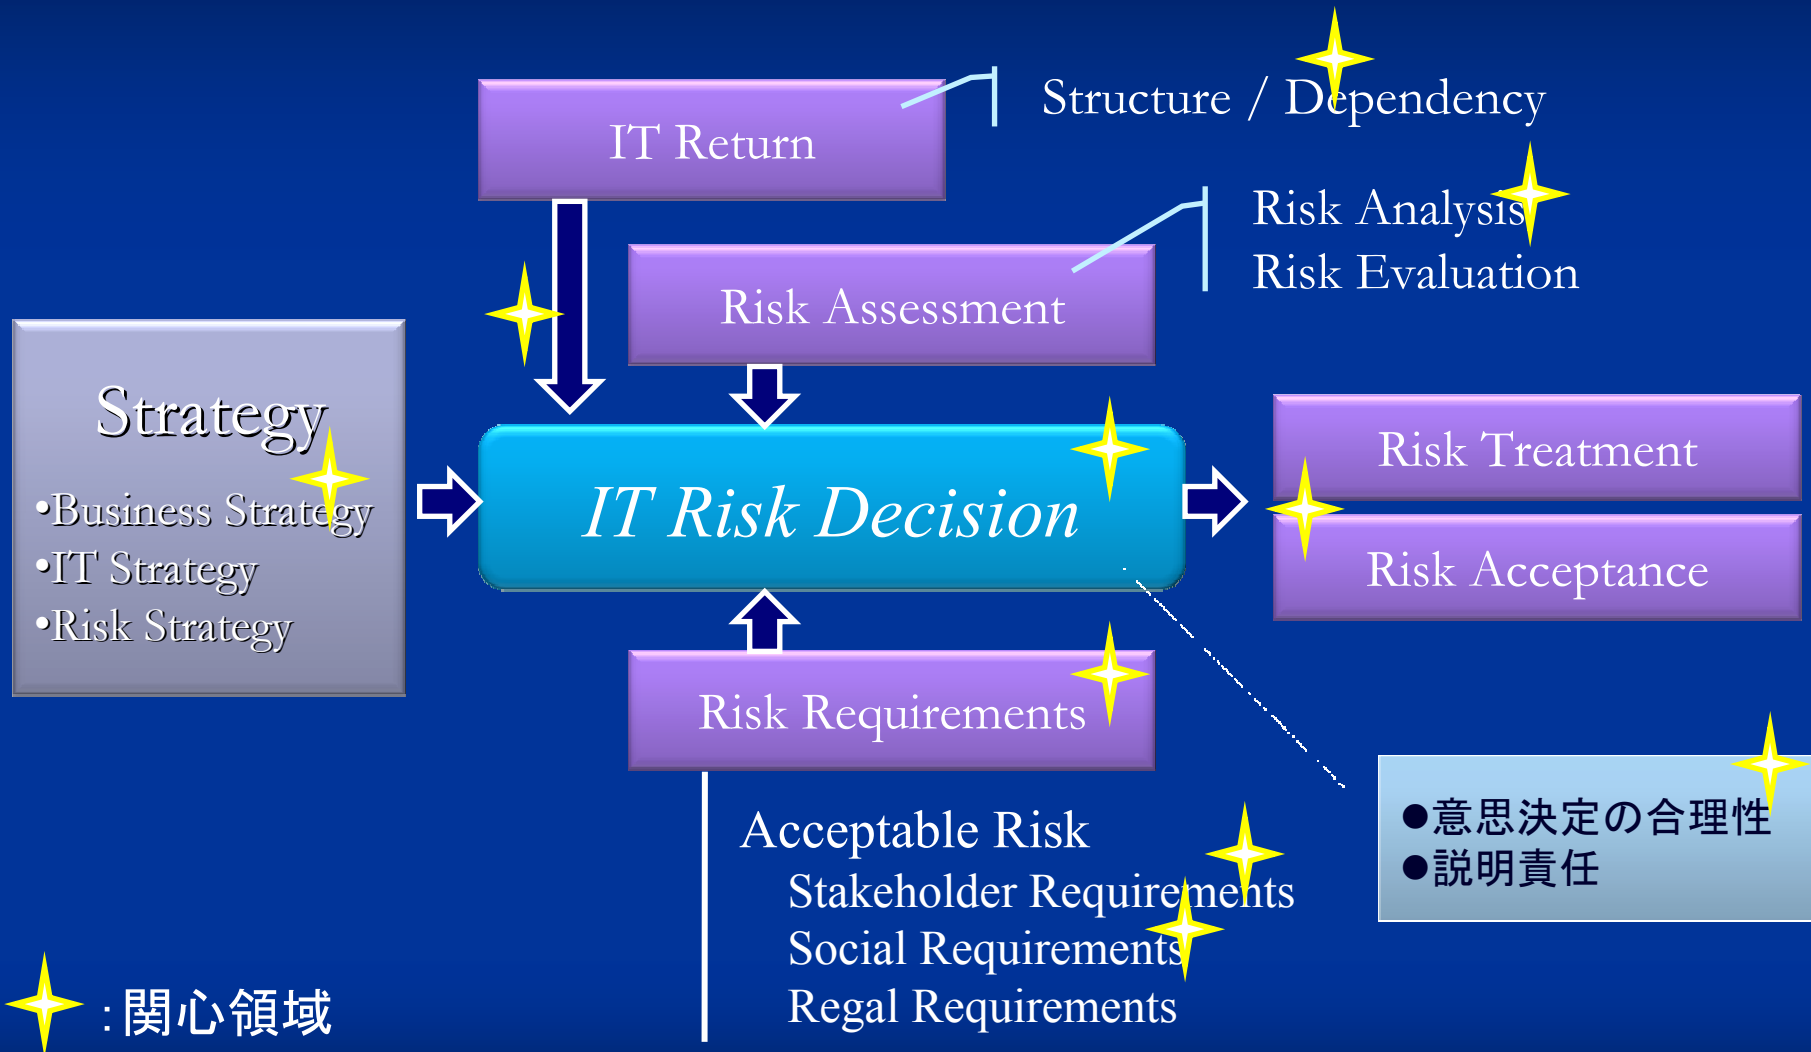 IT Return
Structure / Dependency
Risk Assessment
Risk Analysis
Risk Evaluation
Strategy
•Business Strategy
•IT Strategy
•Risk Strategy
IT Risk Decision
Risk Treatment
Risk Acceptance
Risk Requirements
Acceptable Risk
Stakeholder Requirements
Social Requirements
Regal Requirements
●意思決定の合理性
●説明責任
:関心領域